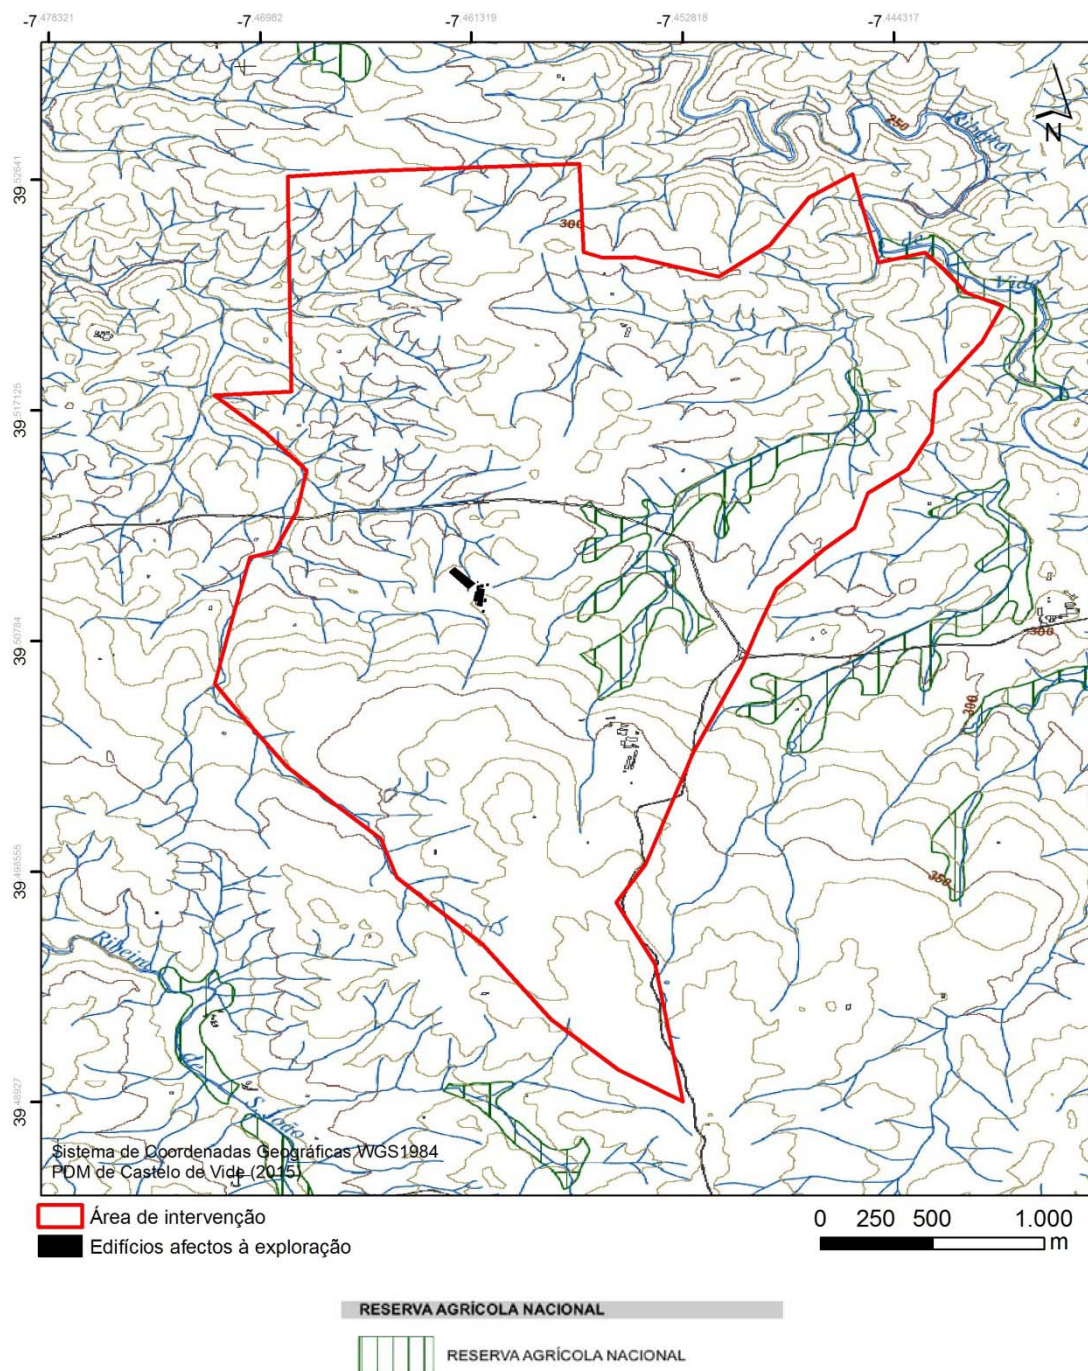 -7.478321 -7.46982 -7.461319 -7.452818 -7.444317
39.52641
39.517125
39.50784
39.498555
39.48927
N
250
Ribeira
de
Vide
300
300
300
350
Ribeira
de
S. João
Sistema de Coordenadas Geográficas WGS1984
PDM de Castelo de Vide (2015)
Área de intervenção
Edifícios afectos à exploração
0 250 500 1.000
m
RESERVA AGRÍCOLA NACIONAL
RESERVA AGRÍCOLA NACIONAL